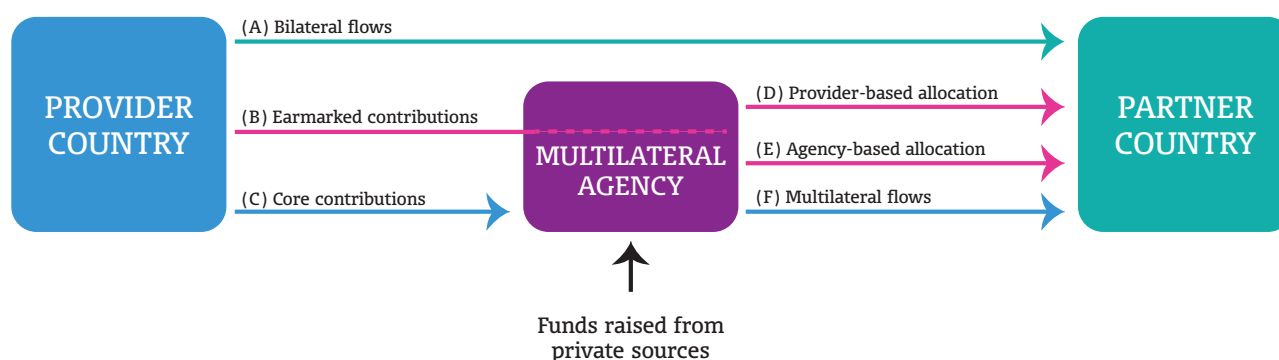 (A) Bilateral flows
PROVIDER
COUNTRY
(B) Earmarked contributions
(C) Core contributions
MULTILATERAL
AGENCY
(D) Provider-based allocation
(E) Agency-based allocation
(F) Multilateral flows
PARTNER
COUNTRY
Funds raised from
private sources